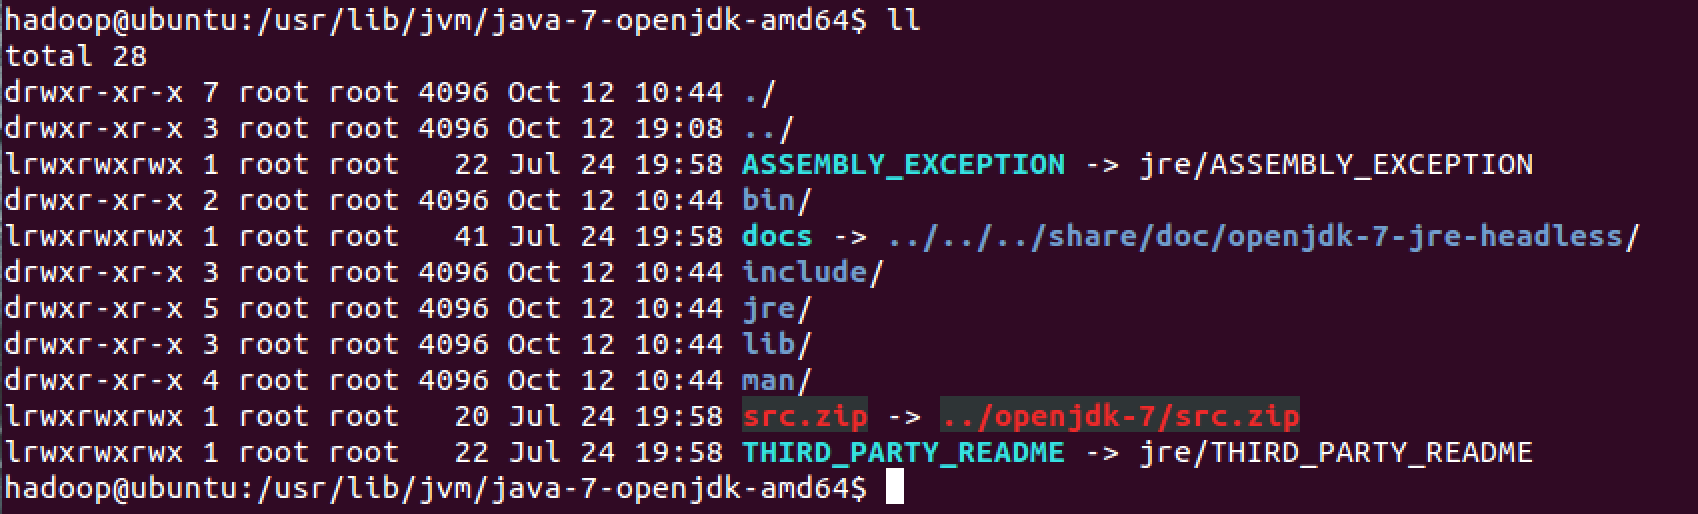 hadoop@ubuntu:/usr/lib/jvm/java-7-openjdk-amd64$ ll
total 28
drwxr-xr-x 7 root root 4096 Oct 12 10:44 ./
drwxr-xr-x 3 root root 4096 Oct 12 19:08 ../
lrwxrwxrwx 1 root root   22 Jul 24 19:58 ASSEMBLY_EXCEPTION -> jre/ASSEMBLY_EXCEPTION
drwxr-xr-x 2 root root 4096 Oct 12 10:44 bin/
lrwxrwxrwx 1 root root   41 Jul 24 19:58 docs -> ../../../share/doc/openjdk-7-jre-headless/
drwxr-xr-x 3 root root 4096 Oct 12 10:44 include/
drwxr-xr-x 5 root root 4096 Oct 12 10:44 jre/
drwxr-xr-x 3 root root 4096 Oct 12 10:44 lib/
drwxr-xr-x 4 root root 4096 Oct 12 10:44 man/
lrwxrwxrwx 1 root root   20 Jul 24 19:58 src.zip -> ../openjdk-7/src.zip
lrwxrwxrwx 1 root root   22 Jul 24 19:58 THIRD_PARTY_README -> jre/THIRD_PARTY_README
hadoop@ubuntu:/usr/lib/jvm/java-7-openjdk-amd64$